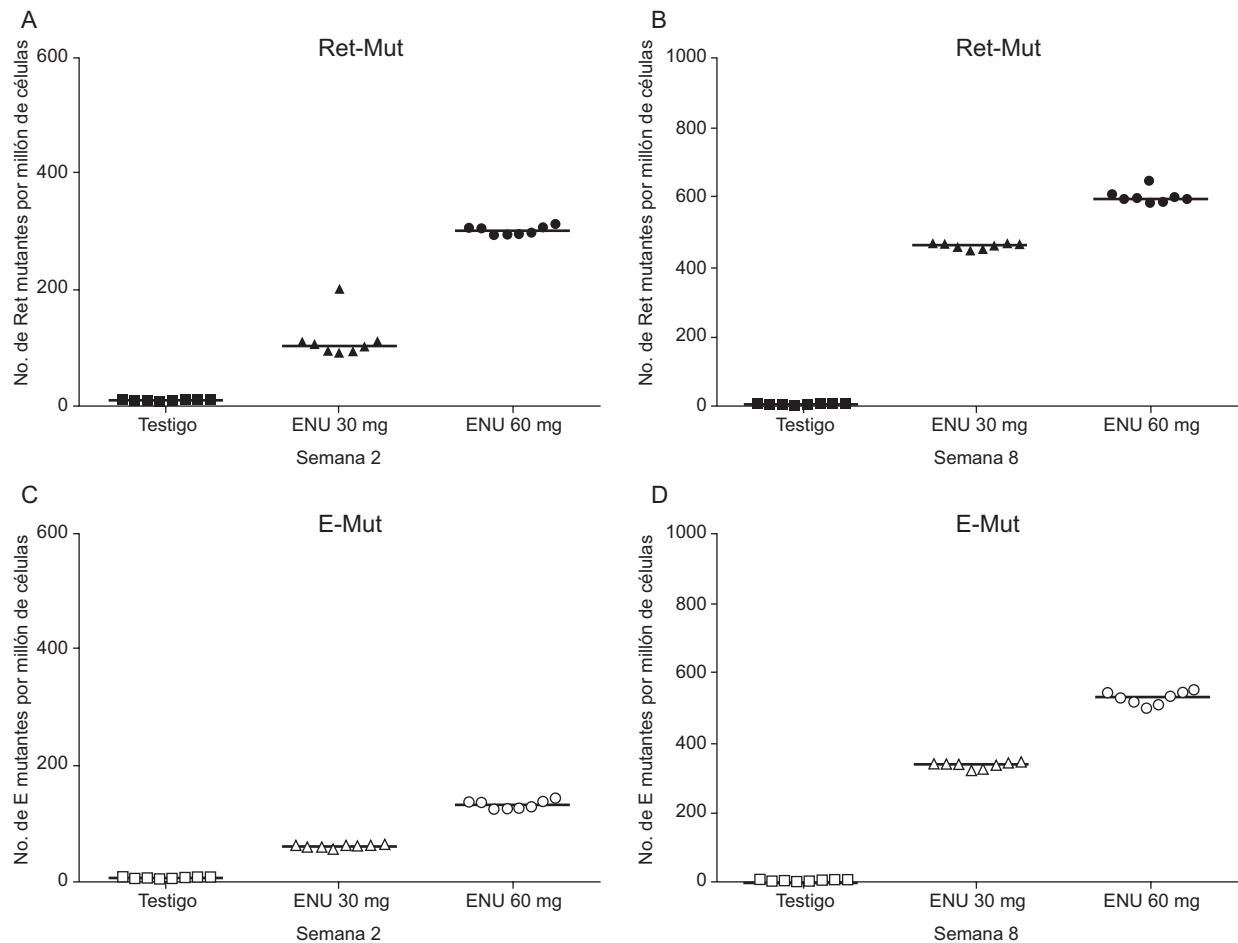 A
Ret-Mut
No. de Ret mutantes por millón de células
600
400
200
0
Testigo
ENU 30 mg
ENU 60 mg
Semana 2
B
Ret-Mut
No. de Ret mutantes por millón de células
1000
800
600
400
200
0
Testigo
ENU 30 mg
ENU 60 mg
Semana 8
C
E-Mut
No. de E mutantes por millón de células
600
400
200
0
Testigo
ENU 30 mg
ENU 60 mg
Semana 2
D
E-Mut
No. de E mutantes por millón de células
1000
800
600
400
200
0
Testigo
ENU 30 mg
ENU 60 mg
Semana 8